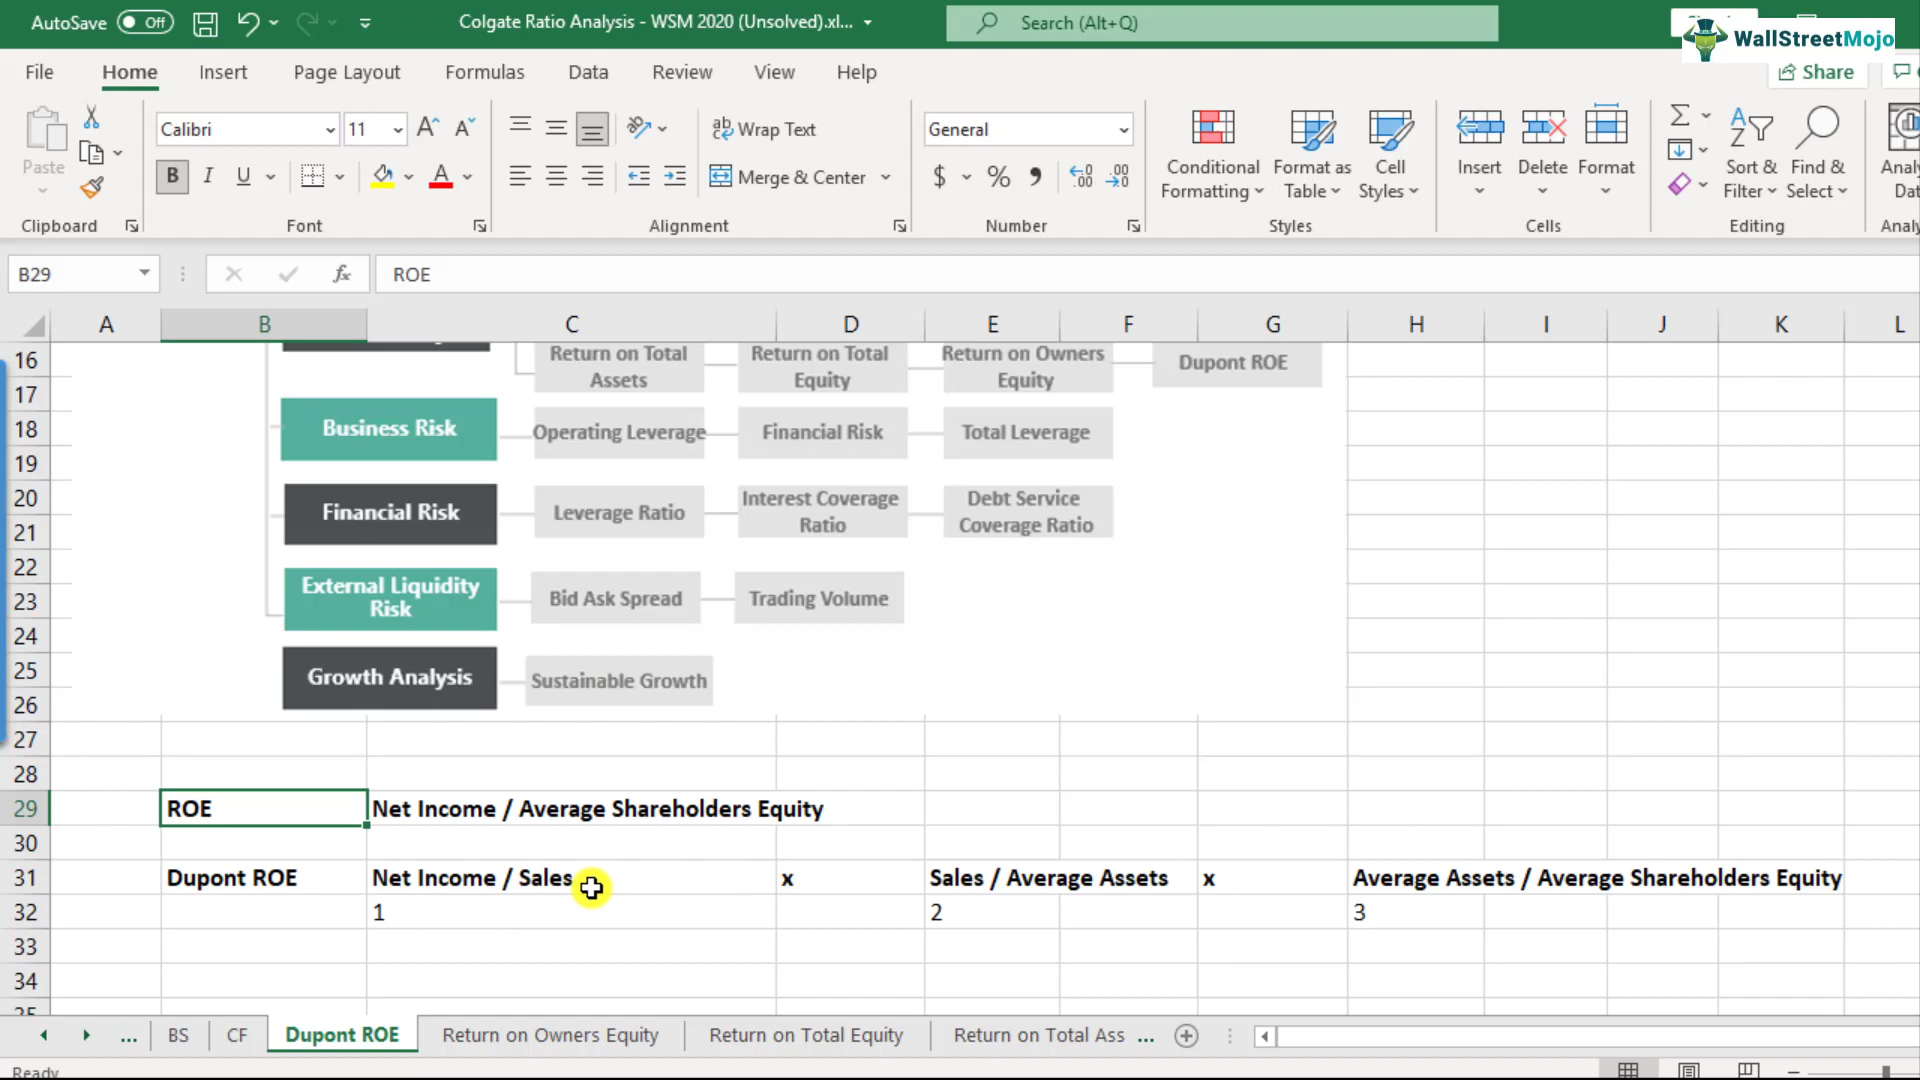 AutoSave Off Colgate Ratio Analysis - WSM 2020 (Unsolved).xl... Search (Alt+Q)
WallStreetMojo
File Home Insert Page Layout Formulas Data Review View Help Share
Calibri 11 Wrap Text General
Paste B I U Merge & Center $ % Conditional Formatting Format as Table Cell Styles Insert Delete Format Sort & Filter Find & Select
Clipboard Font Alignment Number Styles Cells Editing
B29 fx ROE
A B C D E F G H I J K L
16 Return on Total Assets Return on Total Equity Return on Owners Equity Dupont ROE
17
18 Business Risk Operating Leverage Financial Risk Total Leverage
19
20 Financial Risk Leverage Ratio Interest Coverage Ratio Debt Service Coverage Ratio
21
22
23 External Liquidity Risk Bid Ask Spread Trading Volume
24
25 Growth Analysis Sustainable Growth
26
27
28
29 ROE Net Income / Average Shareholders Equity
30
31 Dupont ROE Net Income / Sales x Sales / Average Assets x Average Assets / Average Shareholders Equity
32 1 2 3
33
34
... BS CF Dupont ROE Return on Owners Equity Return on Total Equity Return on Total Ass ...
Ready